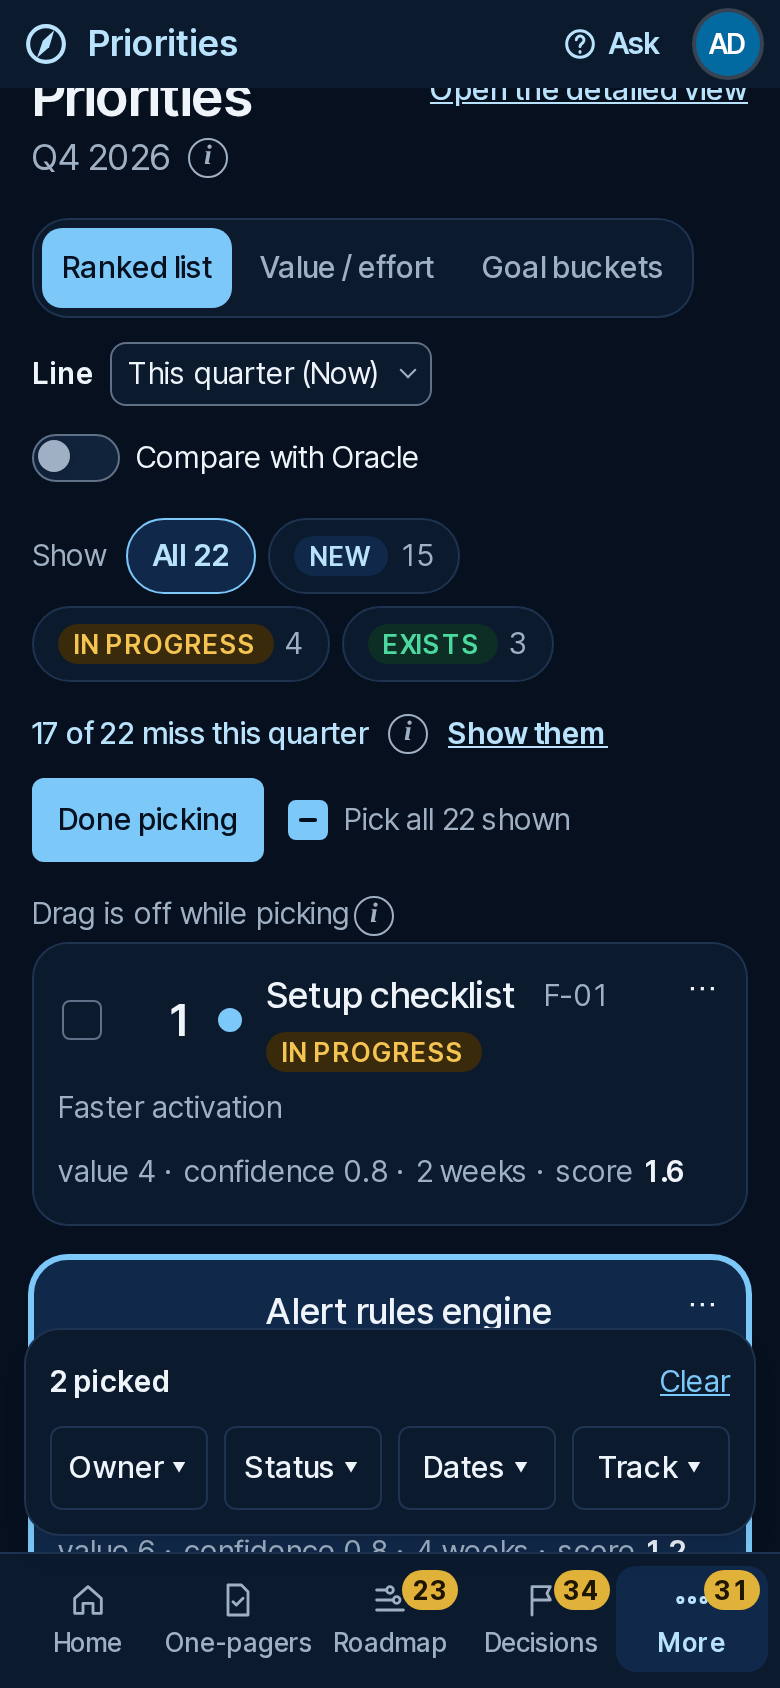 Priorities
Ask
AD
Priorities
Open the detailed view
Q4 2026 i
Ranked list
Value / effort
Goal buckets
Line
This quarter (Now)
Compare with Oracle
Show
All 22
NEW 15
IN PROGRESS 4
EXISTS 3
17 of 22 miss this quarter i Show them
Done picking
Pick all 22 shown
Drag is off while picking i
1
Setup checklist F-01 ...
IN PROGRESS
Faster activation
value 4 · confidence 0.8 · 2 weeks · score 1.6
Alert rules engine ...
2 picked
Clear
Owner ▾
Status ▾
Dates ▾
Track ▾
value 6 · confidence 0.8 · 4 weeks · score 1.2
23
34
31
Home
One-pagers
Roadmap
Decisions
More